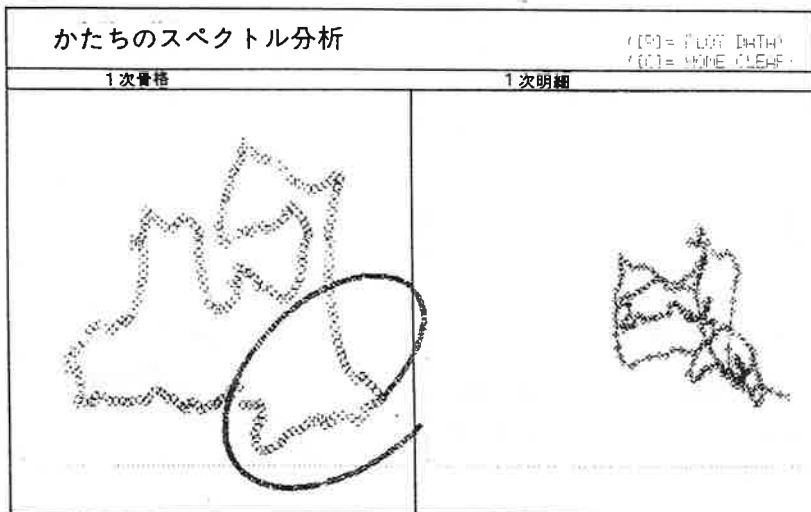 かたちのスペクトル分析
([P]= PLOT DATA)
([C]= HOME CLEAR)
1次骨格
1次明細